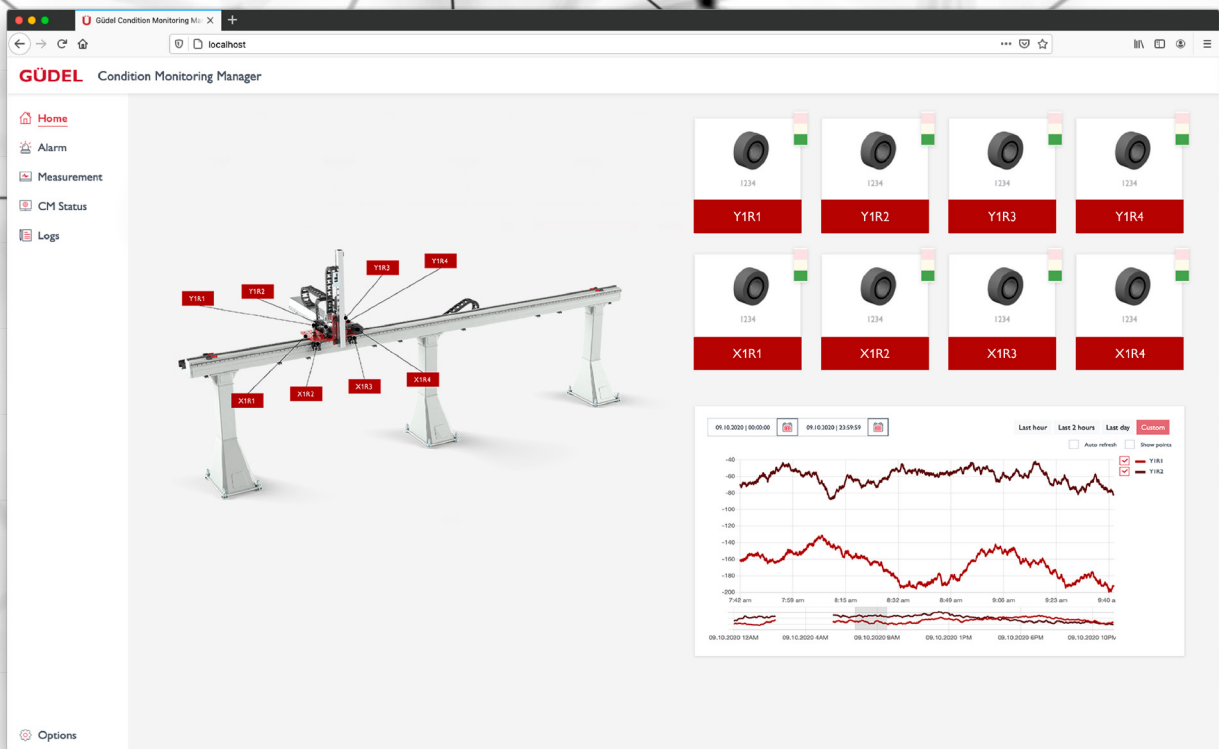 Güdel Condition Monitoring Ma
localhost
GÜDEL Condition Monitoring Manager
Home
Alarm
Measurement
CM Status
Logs
Options
Y1R1
Y1R2
Y1R3
Y1R4
X1R1
X1R2
X1R3
X1R4
1234
1234
1234
1234
Y1R1
Y1R2
Y1R3
Y1R4
1234
1234
1234
1234
X1R1
X1R2
X1R3
X1R4
09.10.2020 | 00:00:00
09.10.2020 | 23:59:59
Last hour
Last 2 hours
Last day
Custom
Auto refresh
Show points
Y1R1
Y1R2
-40
-60
-80
-100
-120
-140
-160
-180
-200
7:42 am
7:59 am
8:15 am
8:32 am
8:49 am
9:06 am
9:23 am
9:40 a
09.10.2020 12AM
09.10.2020 4AM
09.10.2020 9AM
09.10.2020 1PM
09.10.2020 6PM
09.10.2020 10PM